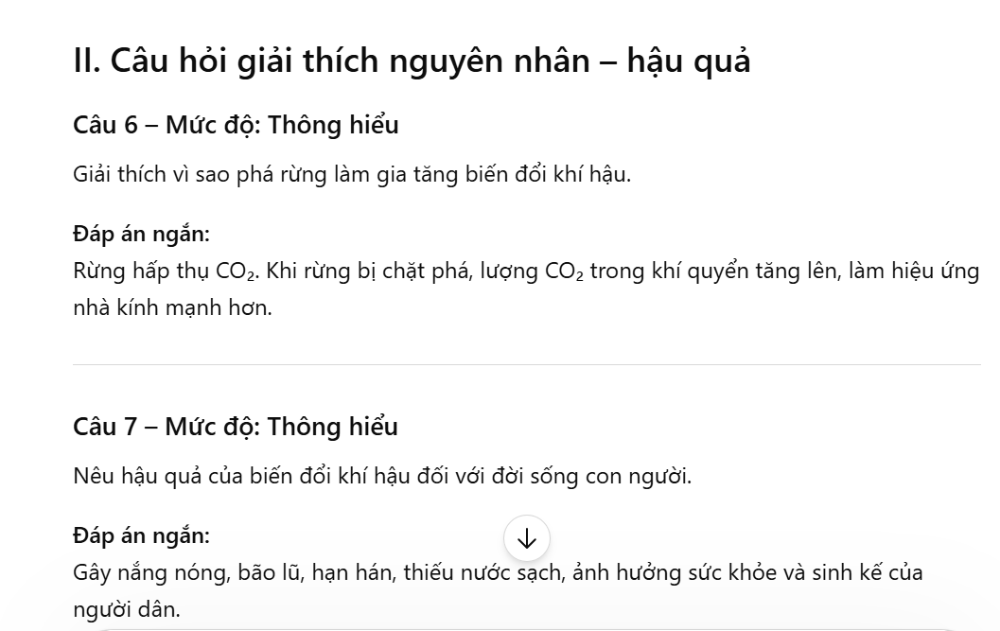 II. Câu hỏi giải thích nguyên nhân – hậu quả
Câu 6 – Mức độ: Thông hiểu
Giải thích vì sao phá rừng làm gia tăng biến đổi khí hậu.
Đáp án ngắn:
Rừng hấp thụ CO₂. Khi rừng bị chặt phá, lượng CO₂ trong khí quyển tăng lên, làm hiệu ứng
nhà kính mạnh hơn.
Câu 7 – Mức độ: Thông hiểu
Nêu hậu quả của biến đổi khí hậu đối với đời sống con người.
Đáp án ngắn:
Gây nắng nóng, bão lũ, hạn hán, thiếu nước sạch, ảnh hưởng sức khỏe và sinh kế của
người dân.